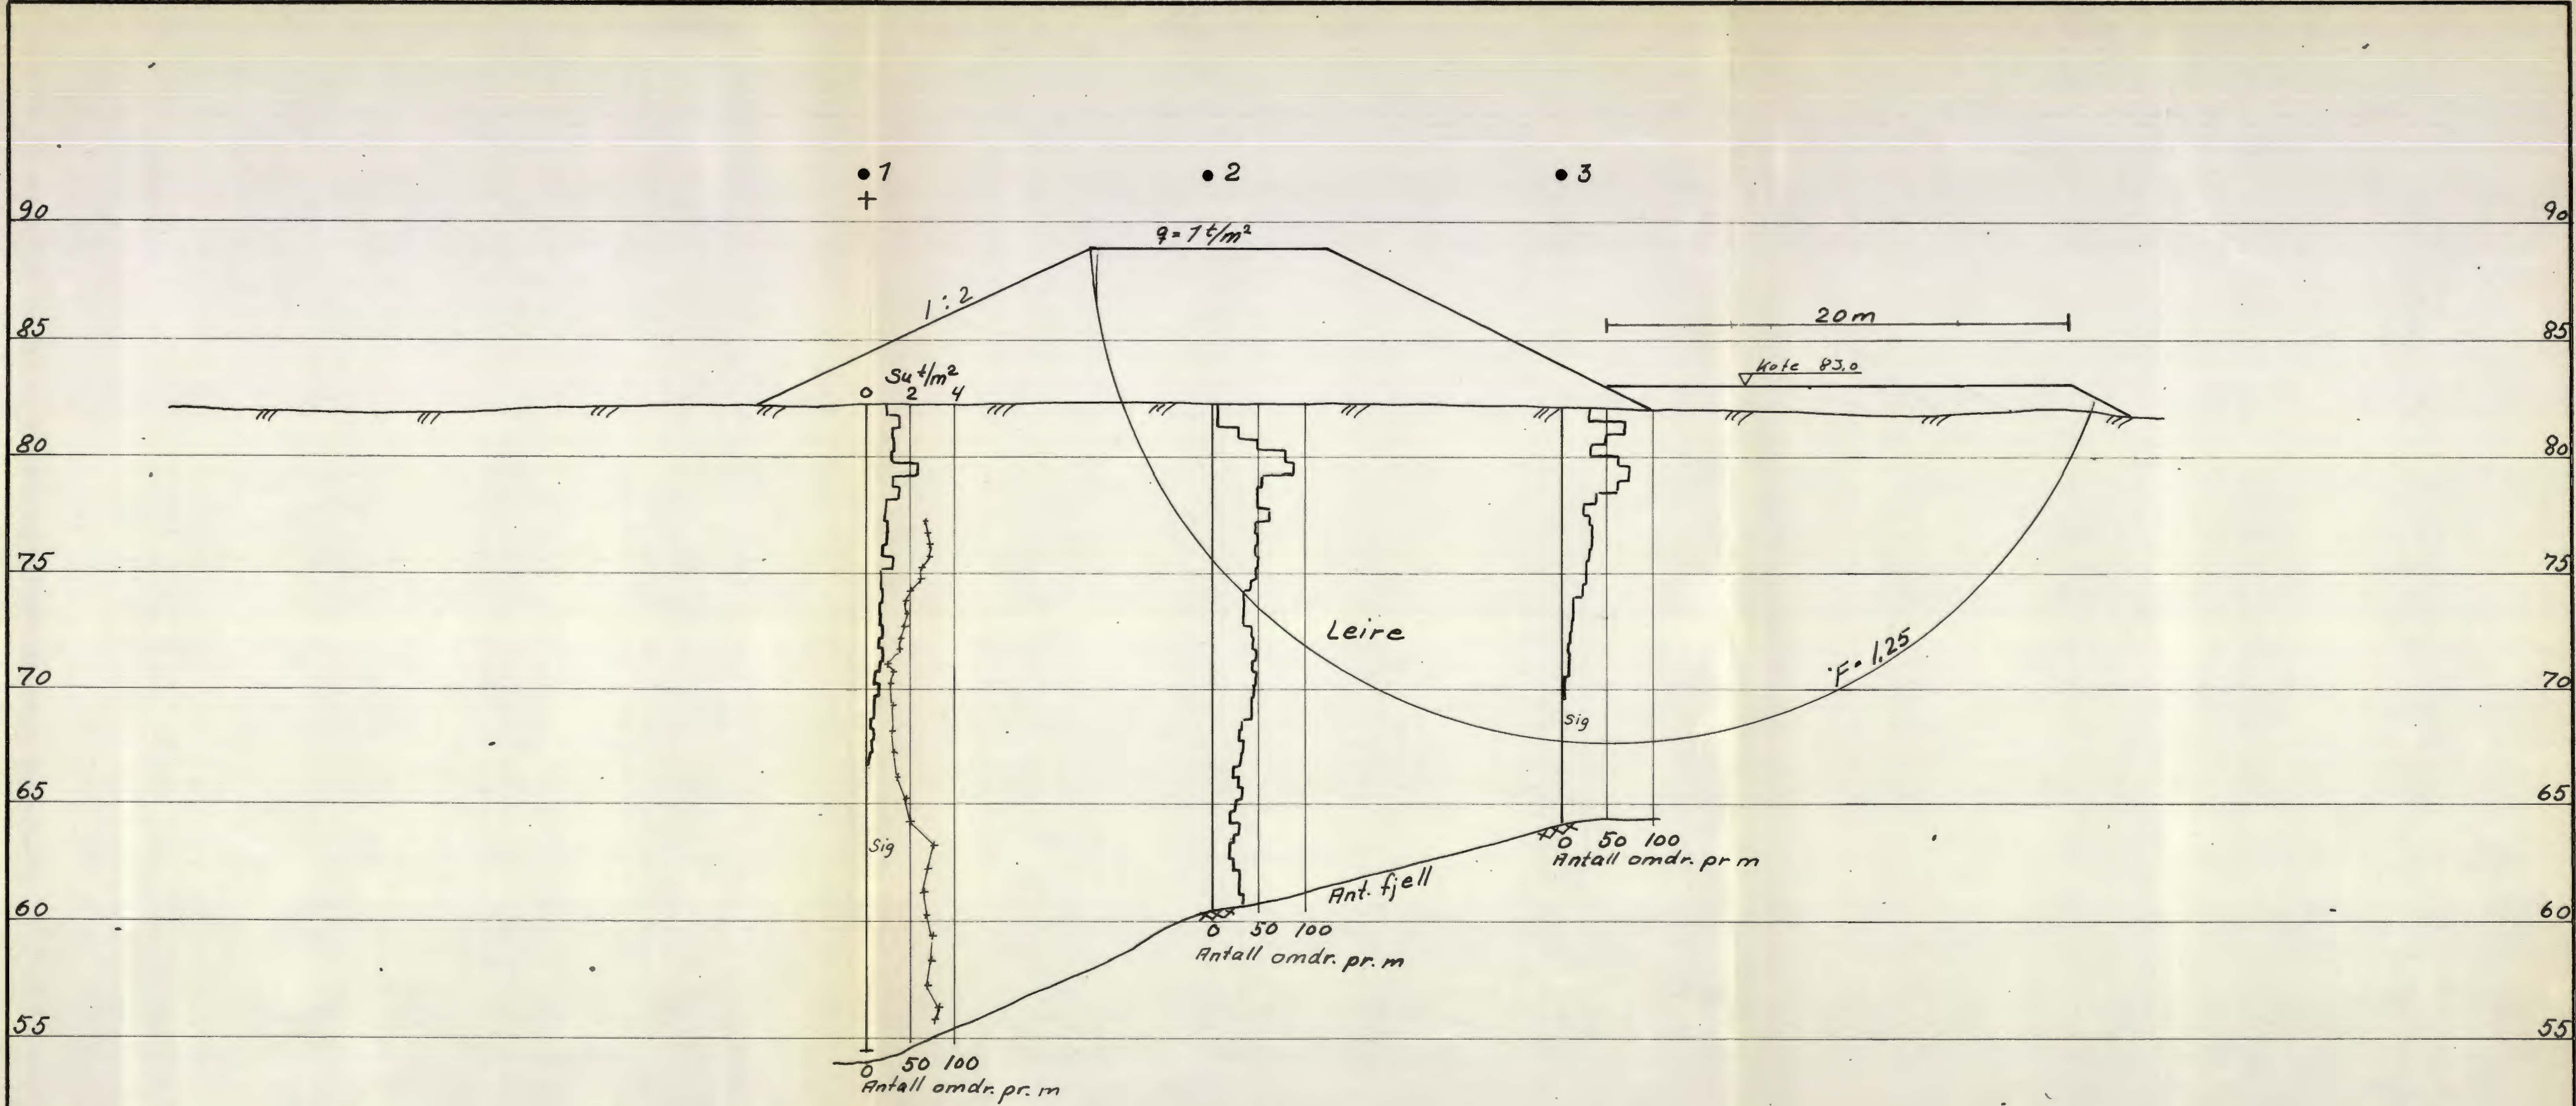 1
2
3
90 90
q = 1 t/m²
1:2
20 m
85 85
Kote 83.0
Su t/m²
0 2 4
80 80
75 75
Leire
F = 1.25
70 70
Sig
65 65
Sig
0 50 100
Antall omdr. pr m
Ant. fjell
60 60
0 50 100
Antall omdr. pr. m
55 55
0 50 100
Antall omdr. pr. m